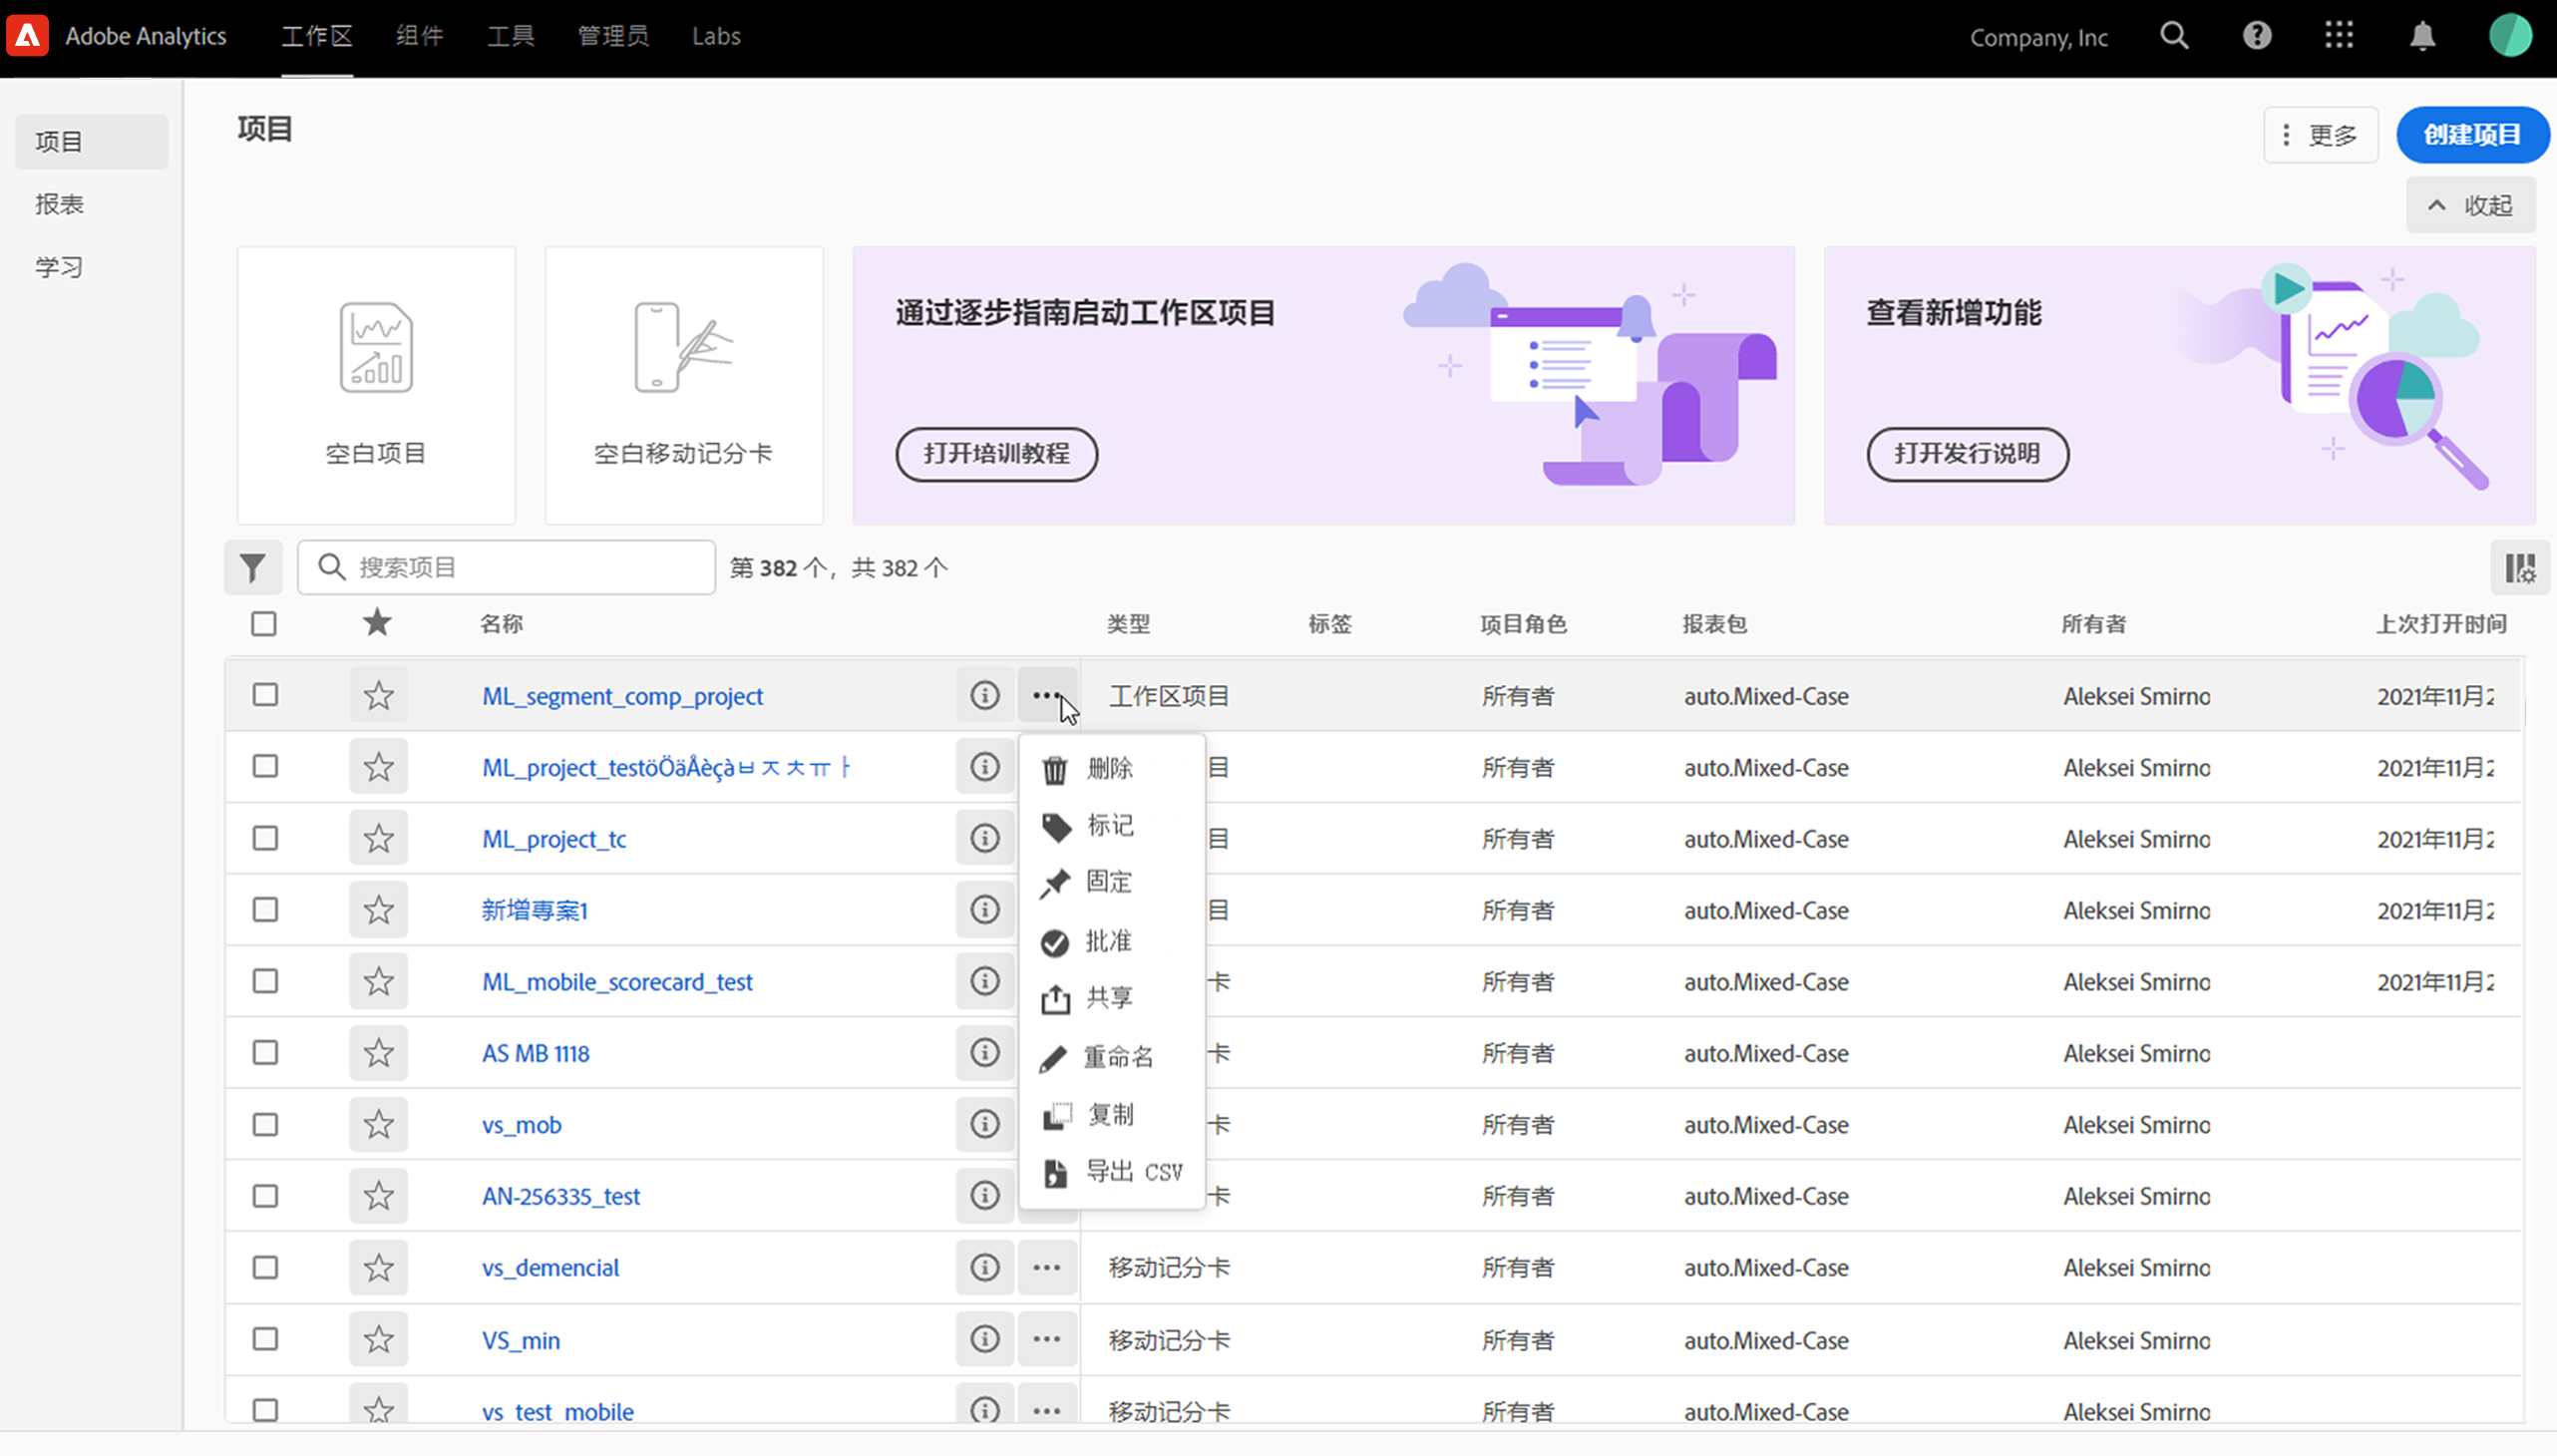 Adobe Analytics 工作区 组件 工具 管理员 Labs Company, Inc
项目
报表
学习
项目
更多 创建项目
收起
空白项目
空白移动记分卡
通过逐步指南启动工作区项目
打开培训教程
查看新增功能
打开发行说明
搜索项目 第 382 个，共 382 个
名称 类型 标签 项目角色 报表包 所有者 上次打开时间
ML_segment_comp_project 工作区项目 所有者 auto.Mixed-Case Aleksei Smirno 2021年11月2
ML_project_testöÖäÅèçàㅂㅈㅊㅠㅏ 目 所有者 auto.Mixed-Case Aleksei Smirno 2021年11月2
ML_project_tc 目 所有者 auto.Mixed-Case Aleksei Smirno 2021年11月2
新增專案1 目 所有者 auto.Mixed-Case Aleksei Smirno 2021年11月2
ML_mobile_scorecard_test 卡 所有者 auto.Mixed-Case Aleksei Smirno 2021年11月2
AS MB 1118 卡 所有者 auto.Mixed-Case Aleksei Smirno
vs_mob 卡 所有者 auto.Mixed-Case Aleksei Smirno
AN-256335_test 卡 所有者 auto.Mixed-Case Aleksei Smirno
vs_demencial 移动记分卡 所有者 auto.Mixed-Case Aleksei Smirno
VS_min 移动记分卡 所有者 auto.Mixed-Case Aleksei Smirno
vs_test_mobile 移动记分卡 所有者 auto.Mixed-Case Aleksei Smirno
删除
标记
固定
批准
共享
重命名
复制
导出 CSV